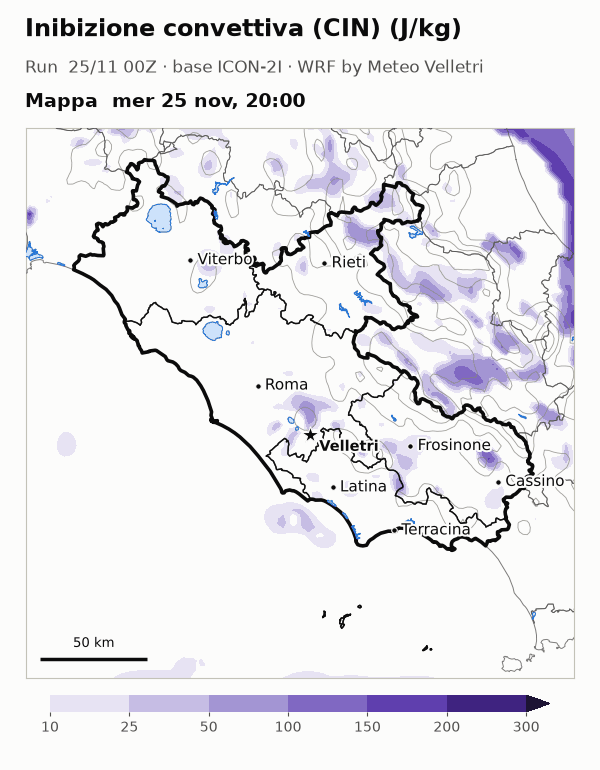 Inibizione convettiva (CIN) (J/kg)
Run  25/11 00Z · base ICON-2I · WRF by Meteo Velletri
Mappa  mer 25 nov, 20:00
Viterbo
Rieti
Roma
Velletri
Frosinone
Cassino
Latina
Terracina
50 km
10 25 50 100 150 200 300